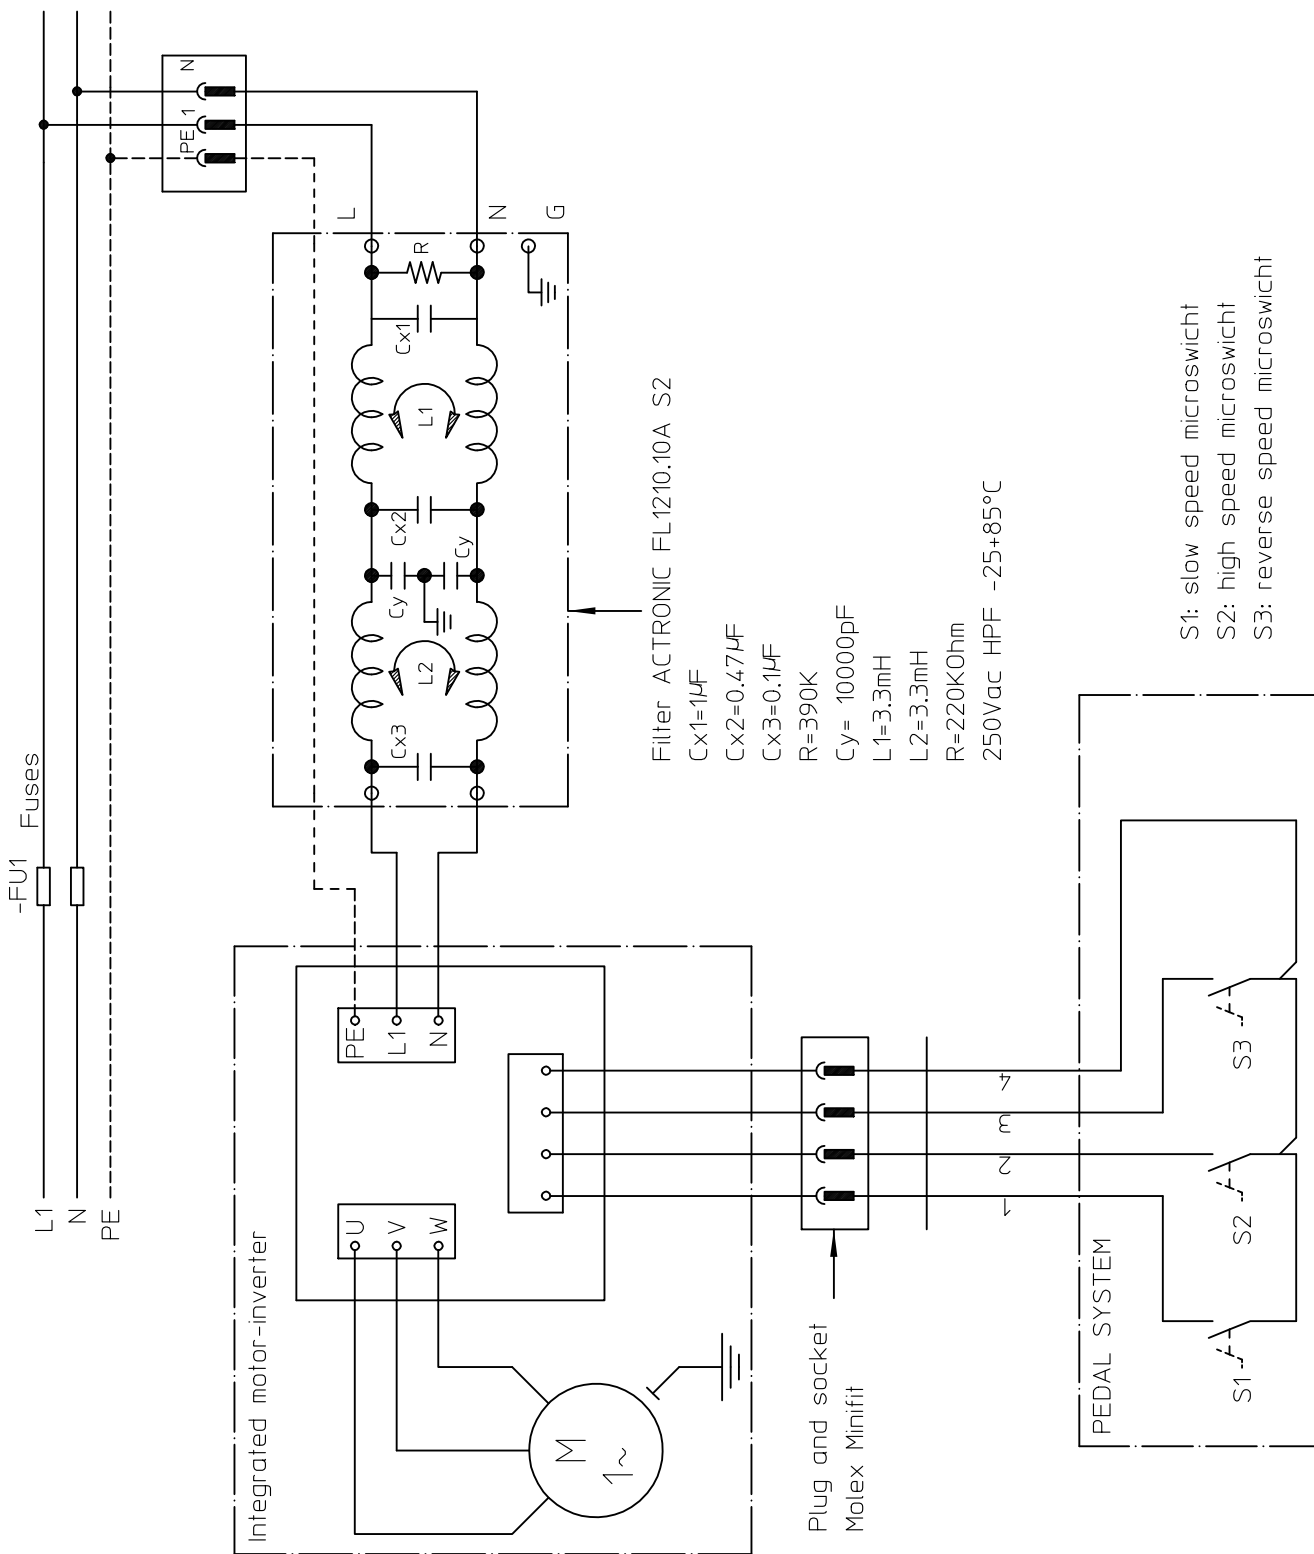 L1
N
PE
-FU1
Fuses
PE 1 N
Integrated motor-inverter
U
V
W
PE
L1
N
M
1~
L
N
G
Cx3
L2
Cy
Cy
Cx2
L1
Cx1
R
Filter ACTRONIC FL1210.10A S2
Cx1=1µF
Cx2=0.47µF
Cx3=0.1µF
R=390K
Cy= 10000pF
L1=3.3mH
L2=3.3mH
R=220KOhm
250Vac HPF -25+85°C
Plug and socket
Molex Minifit
1
2
3
4
PEDAL SYSTEM
S1
S2
S3
S1: slow speed microswicht
S2: high speed microswicht
S3: reverse speed microswicht